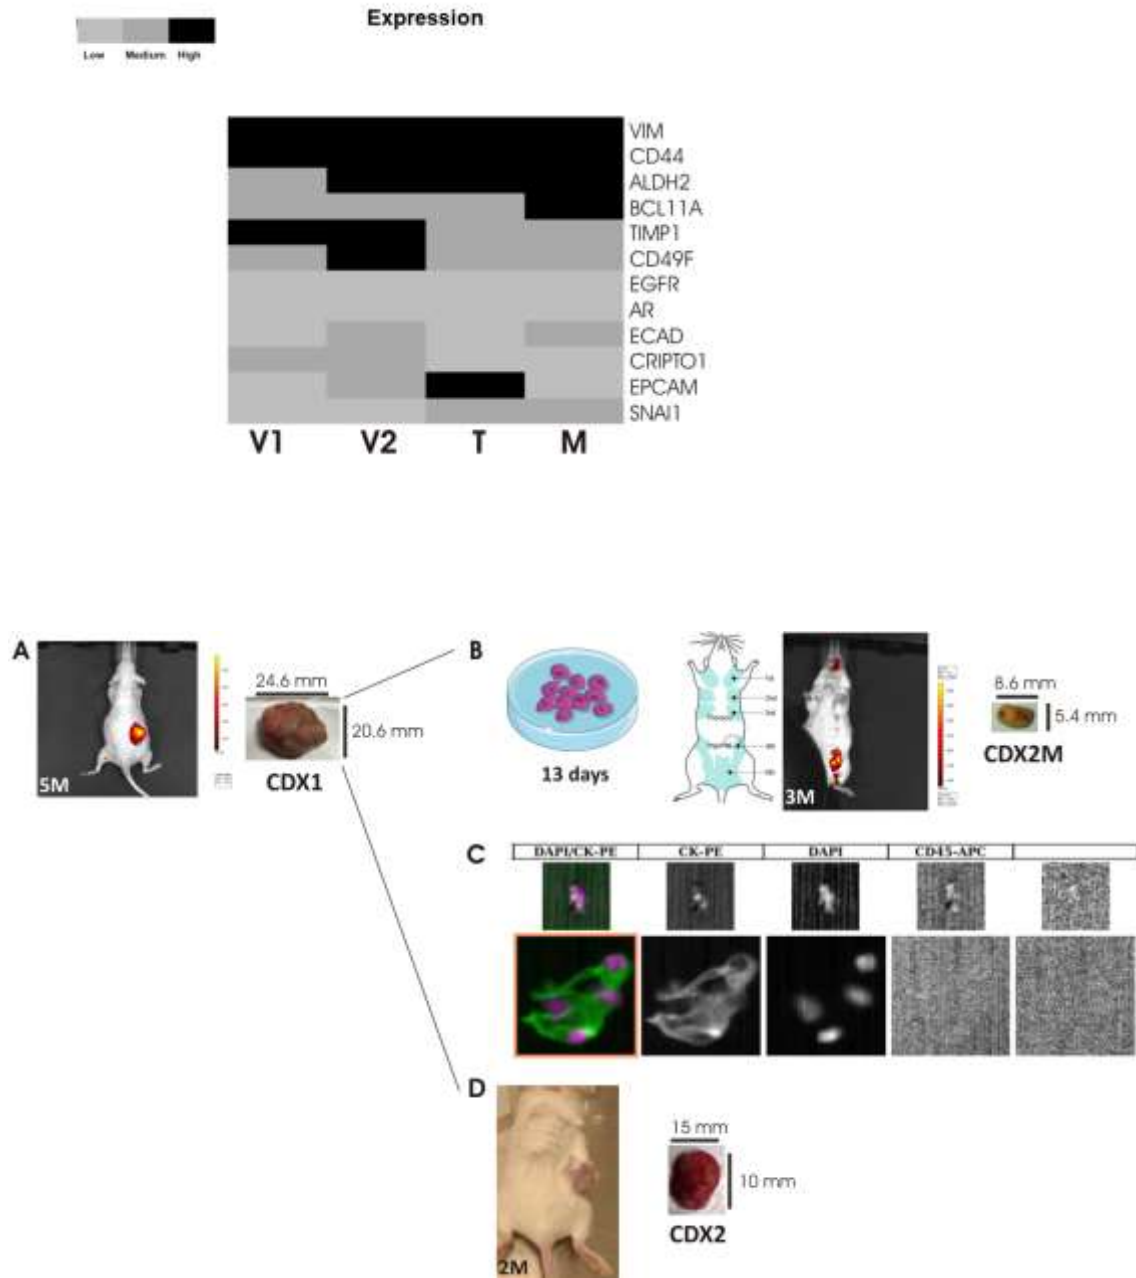 Expression
Low Medium High
VIM
CD44
ALDH2
BCL11A
TIMP1
CD49F
EGFR
AR
ECAD
CRIPTO1
EPCAM
SNAI1
V1 V2 T M
A
5M
24.6 mm
20.6 mm
CDX1
B
13 days
3M
8.6 mm
5.4 mm
CDX2M
C
DAPI/CK-PE CK-PE DAPI CD45-APC
D
2M
15 mm
10 mm
CDX2